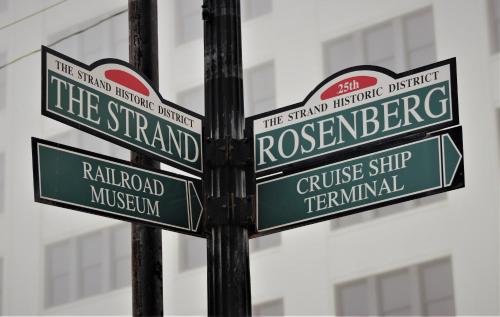 THE STRAND HISTORIC DISTRICT
THE STRAND
RAILROAD
MUSEUM
25th
THE STRAND HISTORIC DISTRICT
ROSENBERG
CRUISE SHIP
TERMINAL